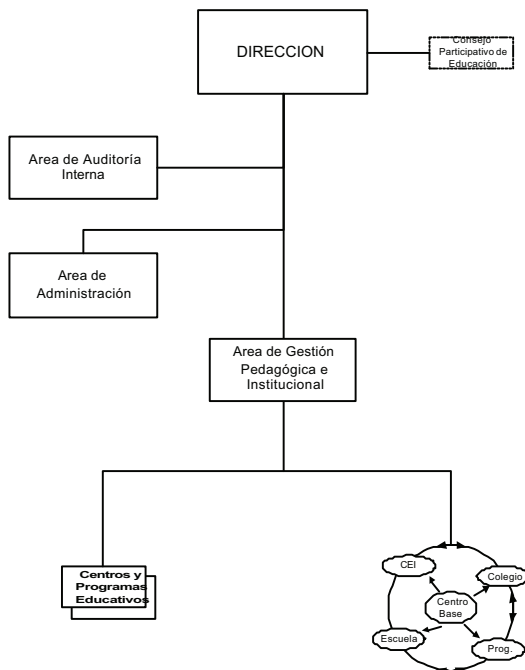 DIRECCION
Consejo
Participativo de
Educación
Area de Auditoría
Interna
Area de
Administración
Area de Gestión
Pedagógica e
Institucional
Centros y
Programas
Educativos
CEI
Colegio
Centro
Base
Escuela
Prog.